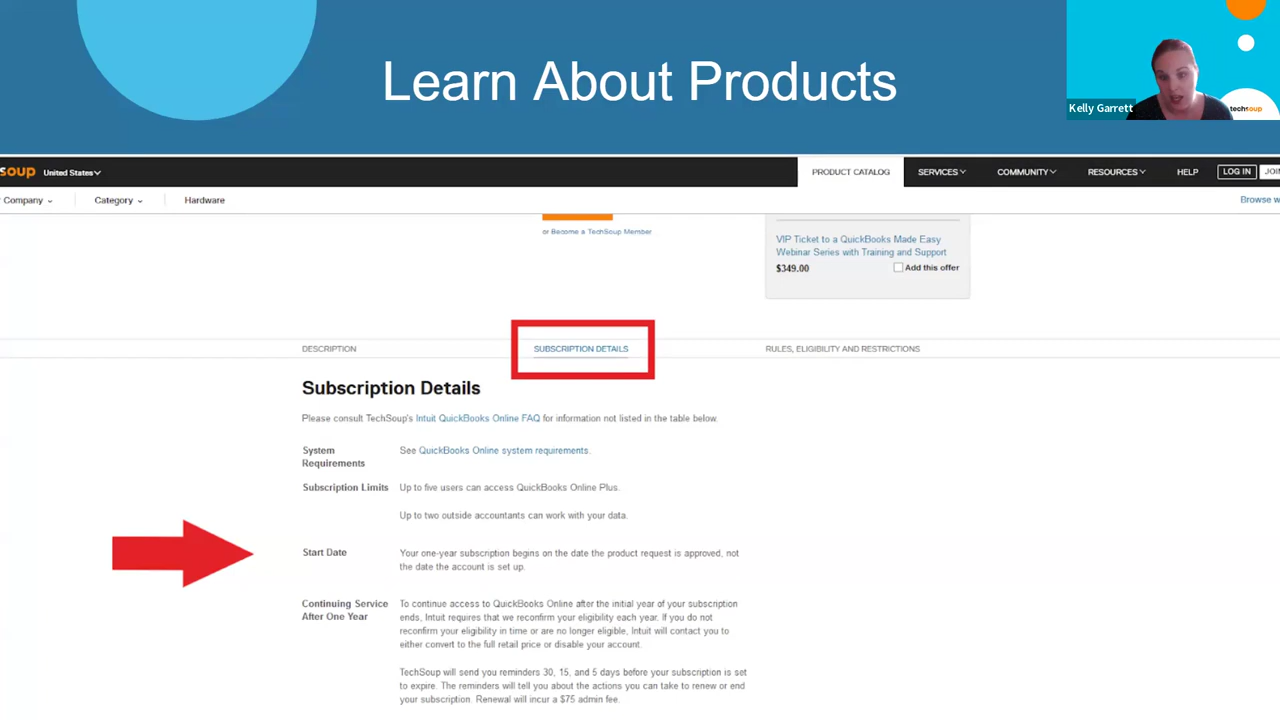 Learn About Products
Kelly Garrett
techsoup
soup United States
PRODUCT CATALOG SERVICES COMMUNITY RESOURCES HELP LOG IN JOI
Company Category Hardware Browse w
or Become a TechSoup Member
VIP Ticket to a QuickBooks Made Easy
Webinar Series with Training and Support
$349.00 Add this offer
DESCRIPTION SUBSCRIPTION DETAILS RULES, ELIGIBILITY AND RESTRICTIONS
Subscription Details
Please consult TechSoup's Intuit QuickBooks Online FAQ for information not listed in the table below.
System
Requirements
See QuickBooks Online system requirements.
Subscription Limits Up to five users can access QuickBooks Online Plus.
Up to two outside accountants can work with your data.
Start Date Your one-year subscription begins on the date the product request is approved, not
the date the account is set up.
Continuing Service
After One Year
To continue access to QuickBooks Online after the initial year of your subscription
ends, Intuit requires that we reconfirm your eligibility each year. If you do not
reconfirm your eligibility in time or are no longer eligible, Intuit will contact you to
either convert to the full retail price or disable your account.
TechSoup will send you reminders 30, 15, and 5 days before your subscription is set
to expire. The reminders will tell you about the actions you can take to renew or end
your subscription. Renewal will incur a $75 admin fee.